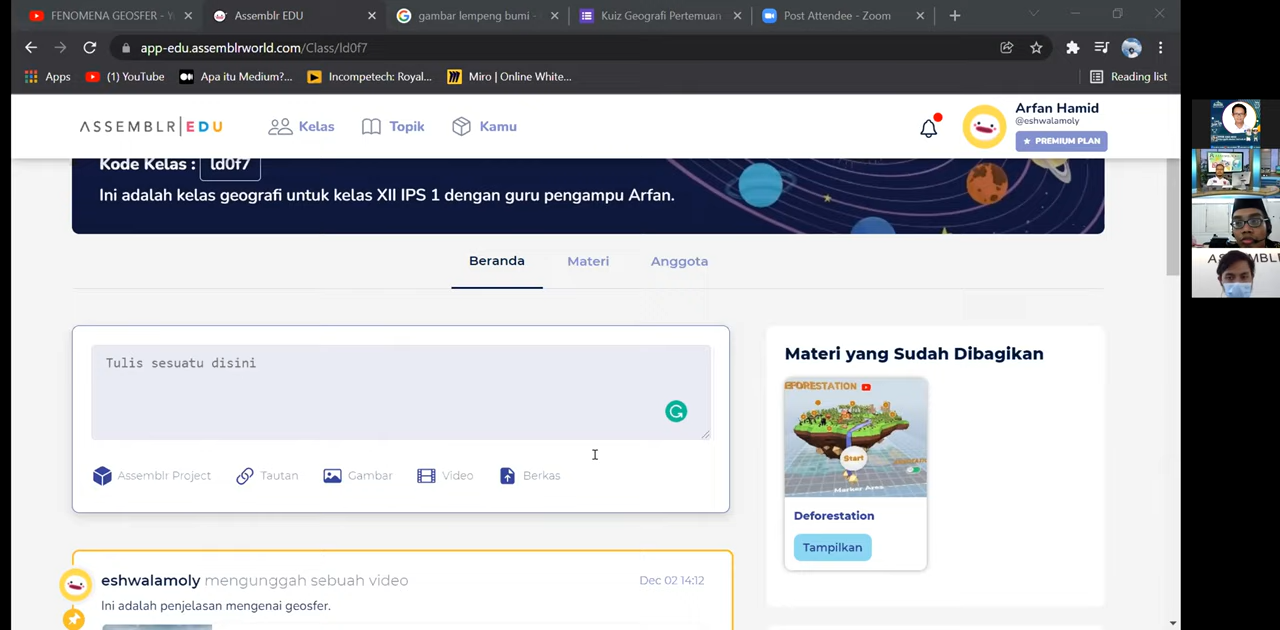 FENOMENA GEOSFER - Y
Assemblr EDU
gambar lempeng bumi -
Kuiz Geografi Pertemuan
Post Attendee - Zoom
app-edu.assemblrworld.com/Class/ld0f7
Apps
(1) YouTube
Apa itu Medium?...
Incompetech: Royal...
Miro | Online White...
Reading list
ASSEMBLR|EDU
Kelas
Topik
Kamu
Arfan Hamid
@eshwalamoly
★ PREMIUM PLAN
Kode Kelas : ld0f7
Ini adalah kelas geografi untuk kelas XII IPS 1 dengan guru pengampu Arfan.
Beranda
Materi
Anggota
Tulis sesuatu disini
Assemblr Project
Tautan
Gambar
Video
Berkas
Materi yang Sudah Dibagikan
DEFORESTATION
Start
Marker Area
Deforestation
Tampilkan
eshwalamoly mengunggah sebuah video
Dec 02 14:12
Ini adalah penjelasan mengenai geosfer.